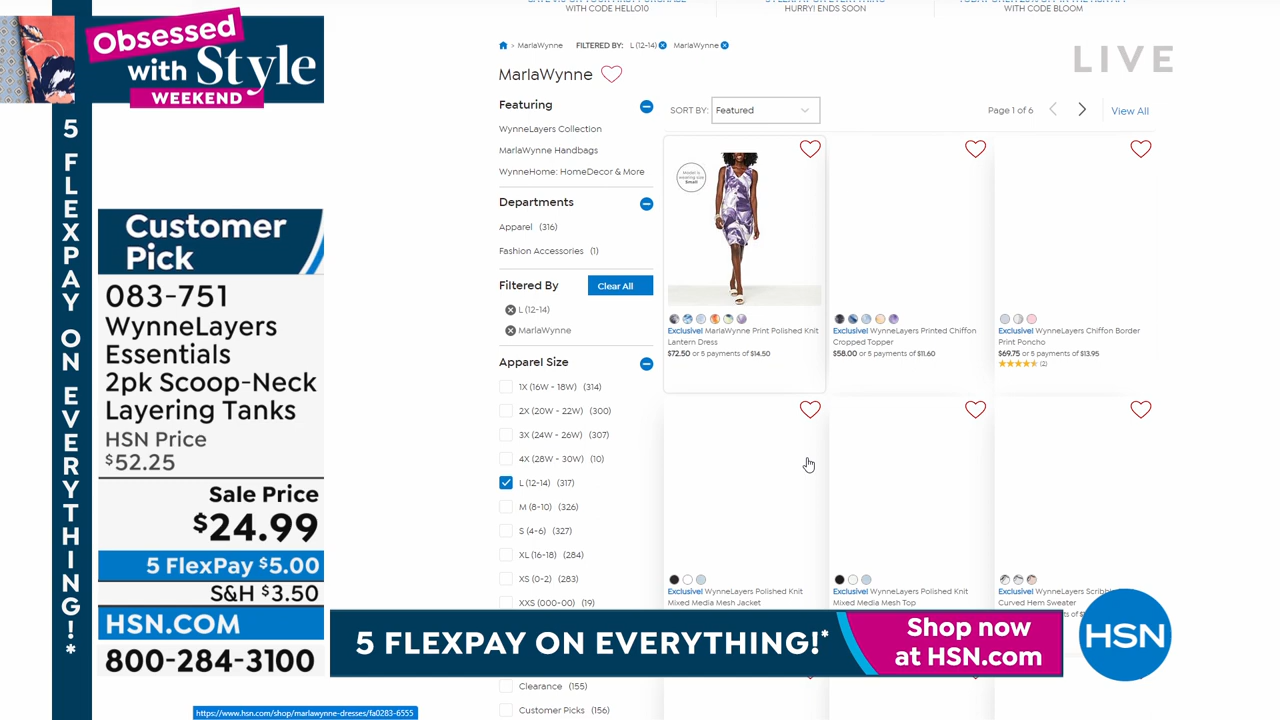 Obsessed
with Style
WEEKEND
5 FLEXPAY ON EVERYTHING!*
Customer
Pick
083-751
WynneLayers
Essentials
2pk Scoop-Neck
Layering Tanks
HSN Price
$52.25
Sale Price
$24.99
5 FlexPay $5.00
S&H $3.50
HSN.COM
800-284-3100
WITH CODE HELLO10
HURRY! ENDS SOON
WITH CODE BLOOM
> MarlaWynne FILTERED BY: L (12-14) MarlaWynne
LIVE
MarlaWynne
Featuring
WynneLayers Collection
MarlaWynne Handbags
WynneHome: HomeDecor & More
Departments
Apparel (316)
Fashion Accessories (1)
Filtered By
Clear All
L (12-14)
MarlaWynne
Apparel Size
1X (16W - 18W) (314)
2X (20W - 22W) (300)
3X (24W - 26W) (307)
4X (28W - 30W) (10)
L (12-14) (317)
M (8-10) (326)
S (4-6) (327)
XL (16-18) (284)
XS (0-2) (283)
XXS (000-00) (19)
Clearance (155)
Customer Picks (156)
SORT BY: Featured
Page 1 of 6
View All
Model is
wearing size
Small
Exclusive! MarlaWynne Print Polished Knit
Lantern Dress
$72.50 or 5 payments of $14.50
Exclusive! WynneLayers Printed Chiffon
Cropped Topper
$58.00 or 5 payments of $11.60
Exclusive! WynneLayers Chiffon Border
Print Poncho
$69.75 or 5 payments of $13.95
(2)
Exclusive! WynneLayers Polished Knit
Mixed Media Mesh Jacket
Exclusive! WynneLayers Polished Knit
Mixed Media Mesh Top
Exclusive! WynneLayers
Curved Hem Sweater
5 FLEXPAY ON EVERYTHING!*
Shop now
at HSN.com
HSN
https://www.hsn.com/shop/marlawynne-dresses/fa0283-6555